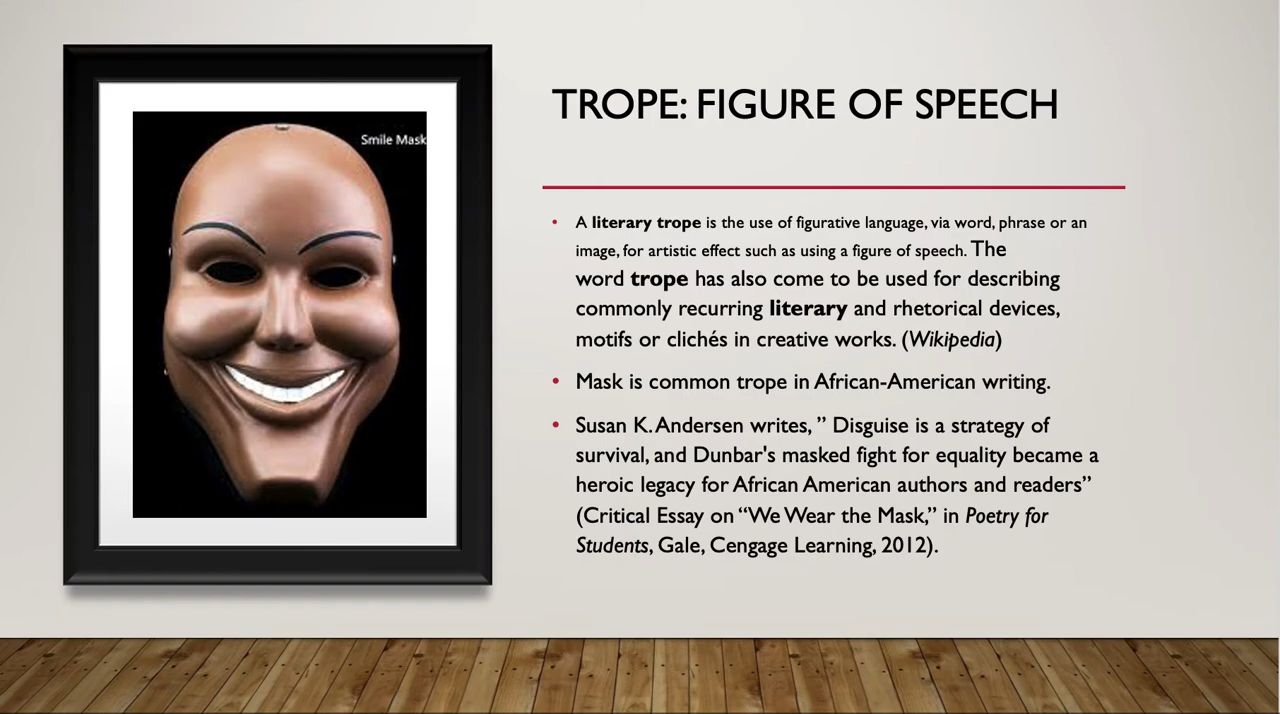 Smile Mask
TROPE: FIGURE OF SPEECH
• A literary trope is the use of figurative language, via word, phrase or an
image, for artistic effect such as using a figure of speech. The
word trope has also come to be used for describing
commonly recurring literary and rhetorical devices,
motifs or clichés in creative works. (Wikipedia)
• Mask is common trope in African-American writing.
• Susan K. Andersen writes, ” Disguise is a strategy of
survival, and Dunbar's masked fight for equality became a
heroic legacy for African American authors and readers”
(Critical Essay on “We Wear the Mask,” in Poetry for
Students, Gale, Cengage Learning, 2012).